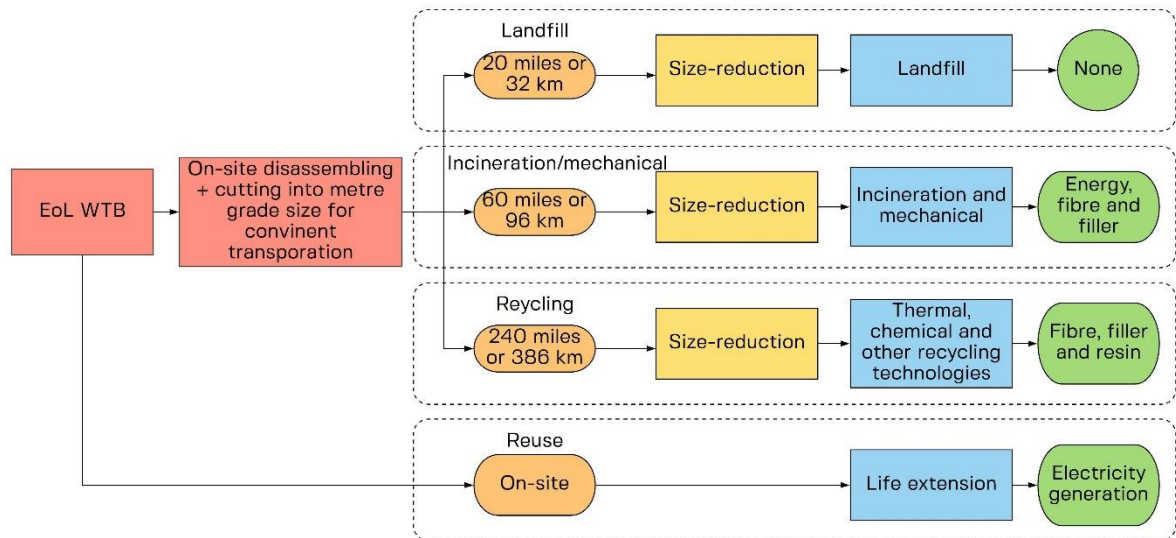 Landfill
20 miles or
32 km
Size-reduction
Landfill
None
EoL WTB
On-site disassembling
+ cutting into metre
grade size for
convinent
transporation
Incineration/mechanical
60 miles or
96 km
Size-reduction
Incineration and
mechanical
Energy,
fibre and
filler
Reycling
240 miles
or 386 km
Size-reduction
Thermal,
chemical and
other recycling
technologies
Fibre, filler
and resin
Reuse
On-site
Life extension
Electricity
generation